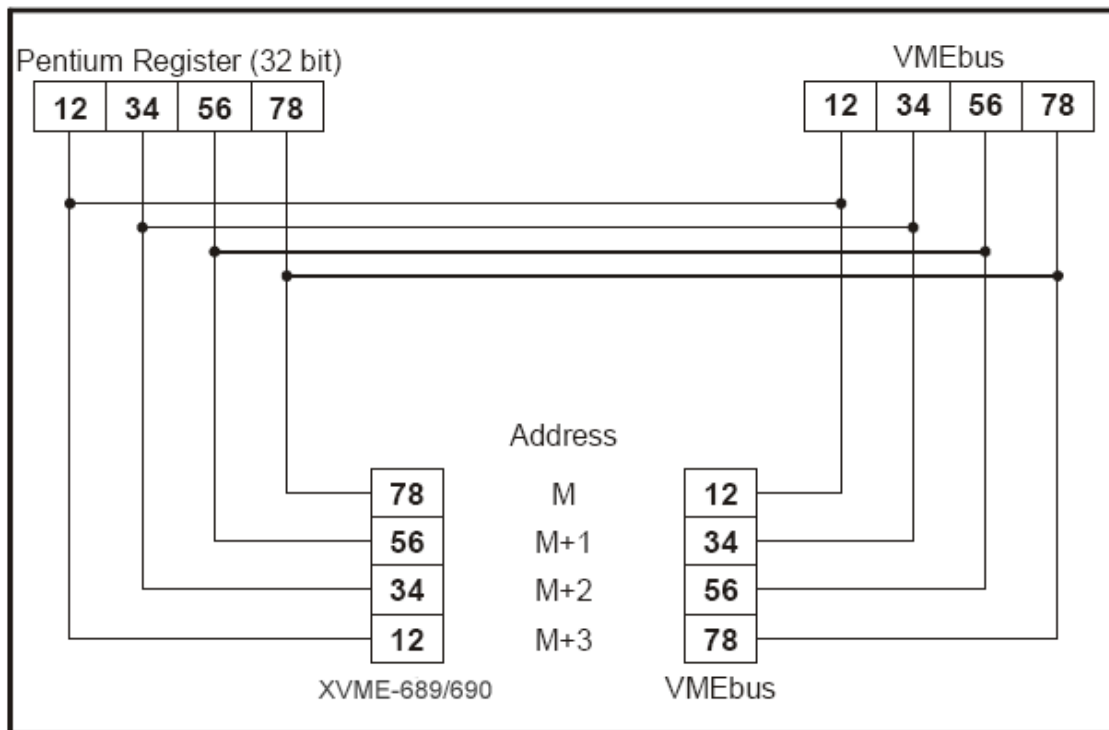 Pentium Register (32 bit) VMEbus
12 34 56 78 12 34 56 78
Address
78 M 12
56 M+1 34
34 M+2 56
12 M+3 78
XVME-689/690 VMEbus